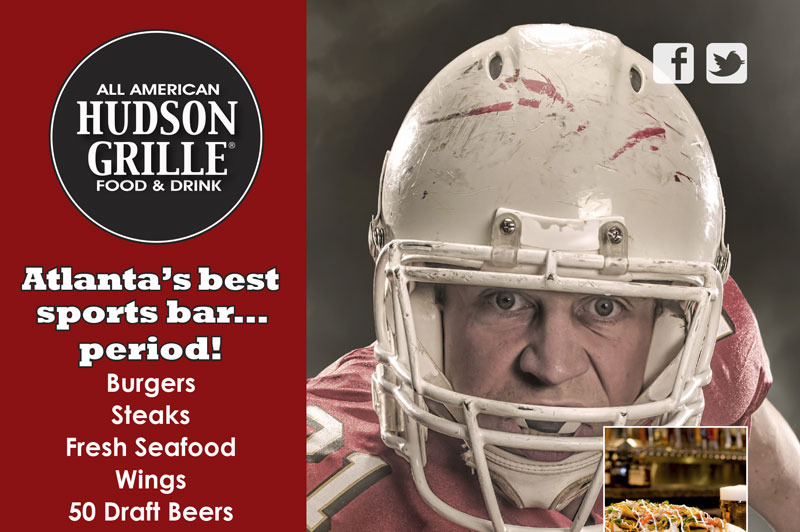 ALL AMERICAN
HUDSON
GRILLE®
FOOD & DRINK
Atlanta's best
sports bar...
period!
Burgers
Steaks
Fresh Seafood
Wings
50 Draft Beers
f
21